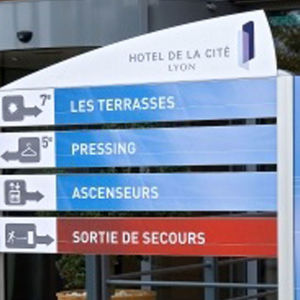 HOTEL DE LA CITÉ
LYON
7e LES TERRASSES
5e PRESSING
ASCENSEURS
SORTIE DE SECOURS